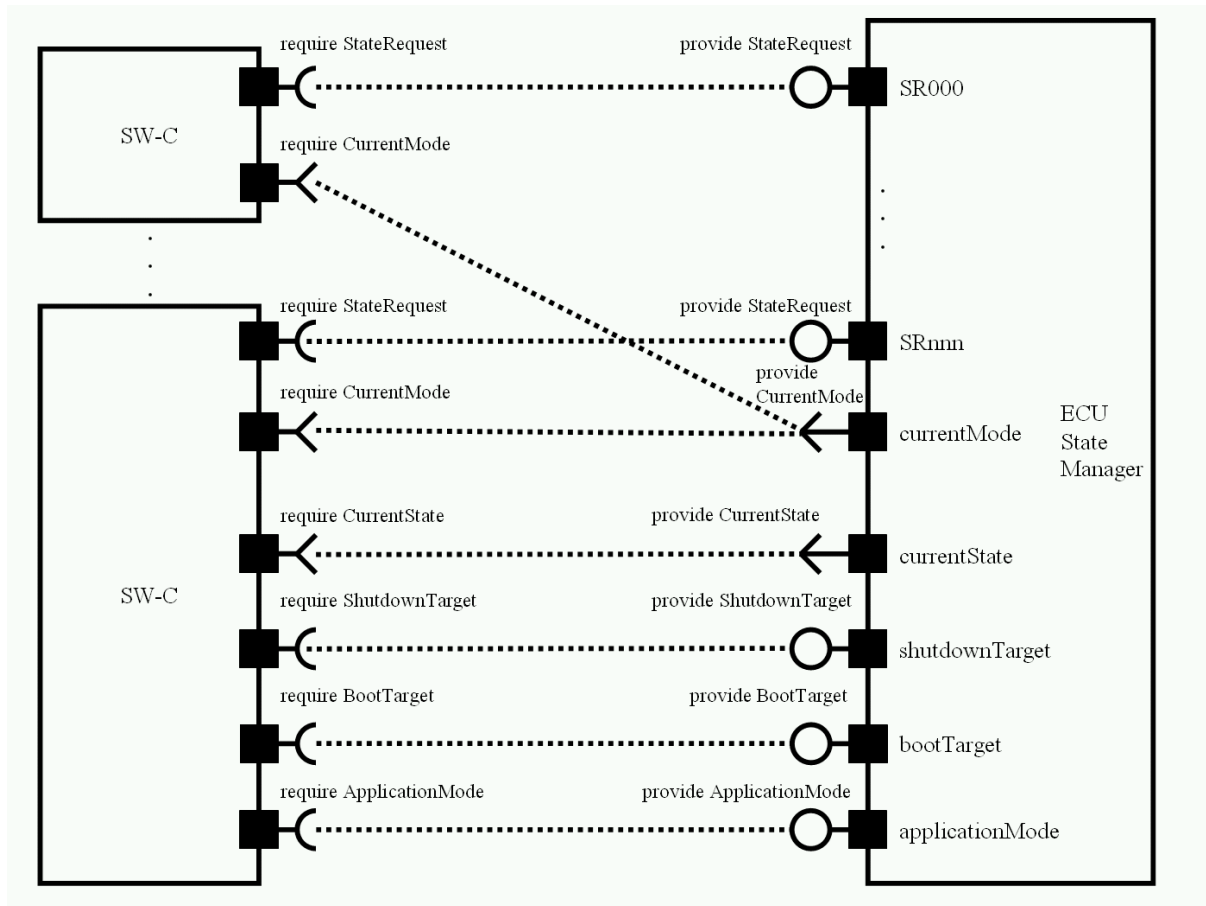 require StateRequest
provide StateRequest
SR000
SW-C
require CurrentMode
require StateRequest
provide StateRequest
SRnnn
provide
CurrentMode
require CurrentMode
currentMode
ECU
State
Manager
require CurrentState
provide CurrentState
currentState
SW-C
require ShutdownTarget
provide ShutdownTarget
shutdownTarget
require BootTarget
provide BootTarget
bootTarget
require ApplicationMode
provide ApplicationMode
applicationMode